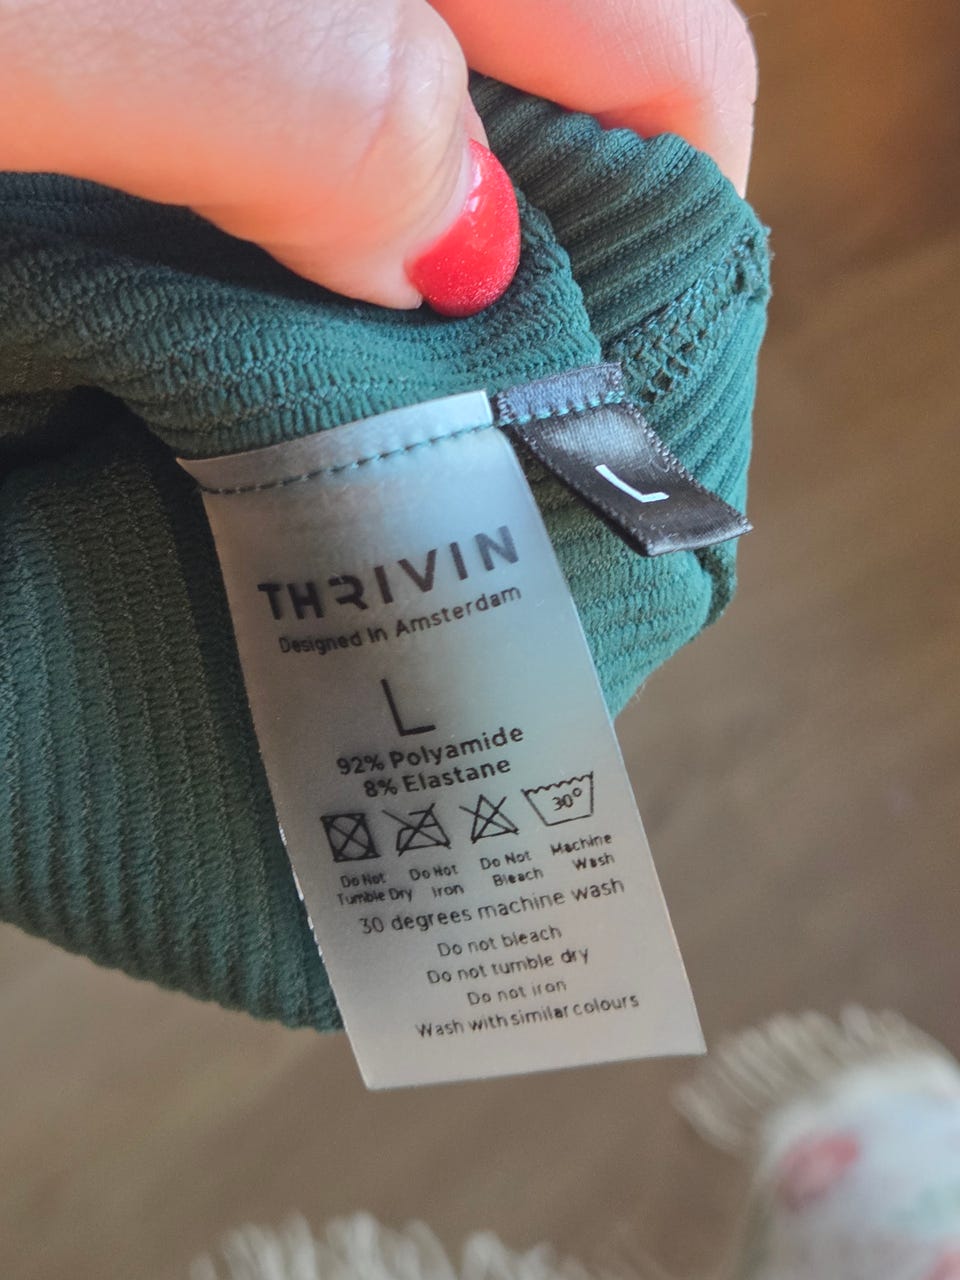 L
THRIVIN
Designed In Amsterdam
L
92% Polyamide
8% Elastane
30°
Do Not Tumble Dry
Do Not Iron
Do Not Bleach
Machine Wash
30 degrees machine wash
Do not bleach
Do not tumble dry
Do not iron
Wash with similar colours